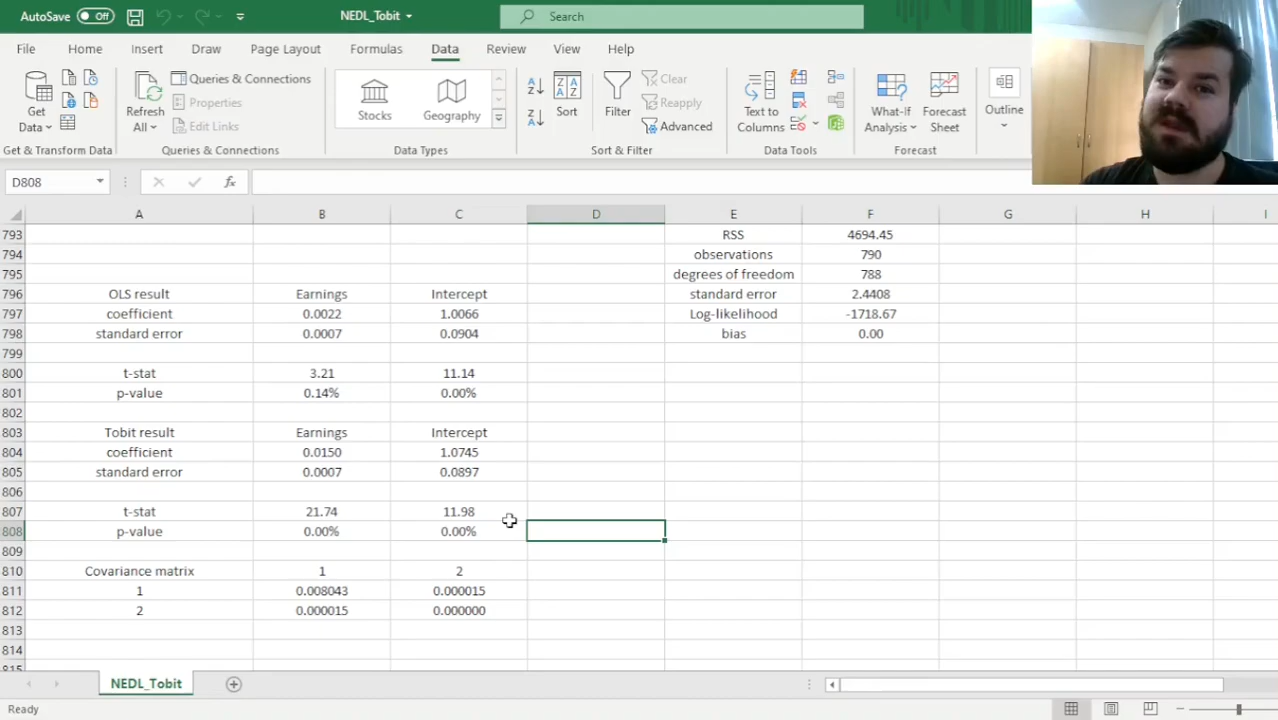 AutoSave Off NEDL_Tobit Search
File Home Insert Draw Page Layout Formulas Data Review View Help
Get Data Refresh All Queries & Connections Properties Edit Links Stocks Geography Sort Filter Clear Reapply Advanced Text to Columns What-If Analysis Forecast Sheet Outline
Get & Transform Data Queries & Connections Data Types Sort & Filter Data Tools Forecast
D808 fx
A B C D E F G H I
793 RSS 4694.45
794 observations 790
795 degrees of freedom 788
796 OLS result Earnings Intercept standard error 2.4408
797 coefficient 0.0022 1.0066 Log-likelihood -1718.67
798 standard error 0.0007 0.0904 bias 0.00
799
800 t-stat 3.21 11.14
801 p-value 0.14% 0.00%
802
803 Tobit result Earnings Intercept
804 coefficient 0.0150 1.0745
805 standard error 0.0007 0.0897
806
807 t-stat 21.74 11.98
808 p-value 0.00% 0.00%
809
810 Covariance matrix 1 2
811 1 0.008043 0.000015
812 2 0.000015 0.000000
813
814
815
NEDL_Tobit
Ready